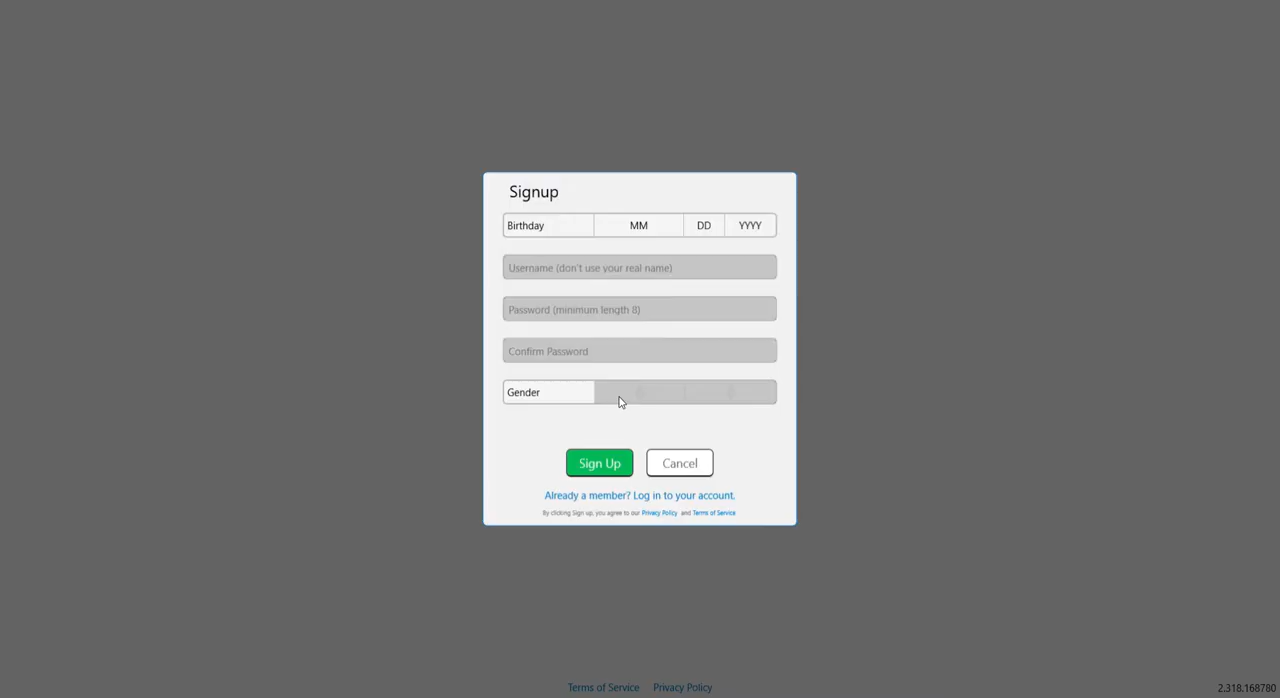 Signup
Birthday MM DD YYYY
Username (don't use your real name)
Password (minimum length 8)
Confirm Password
Gender
Sign Up Cancel
Already a member? Log in to your account.
By clicking Sign up, you agree to our Privacy Policy and Terms of Service
Terms of Service Privacy Policy
2.318.168780